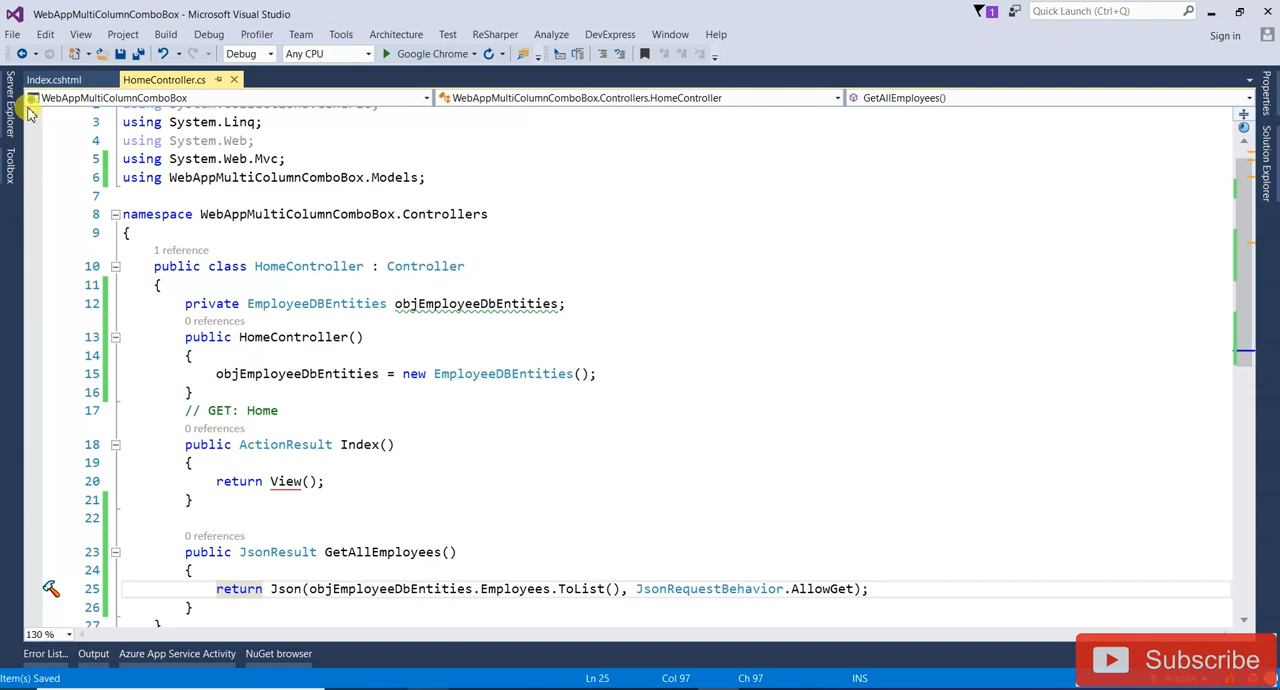 WebAppMultiColumnComboBox - Microsoft Visual Studio
1
Quick Launch (Ctrl+Q)
File Edit View Project Build Debug Profiler Team Tools Architecture Test ReSharper Analyze DevExpress Window Help
Sign in
Debug Any CPU Google Chrome
Index.cshtml HomeController.cs
WebAppMultiColumnComboBox WebAppMultiColumnComboBox.Controllers.HomeController GetAllEmployees()
Server Explorer
Toolbox
Properties
Solution Explorer
3 using System.Linq;
4 using System.Web;
5 using System.Web.Mvc;
6 using WebAppMultiColumnComboBox.Models;
7
8 namespace WebAppMultiColumnComboBox.Controllers
9 {
1 reference
10 public class HomeController : Controller
11 {
12 private EmployeeDBEntities objEmployeeDbEntities;
0 references
13 public HomeController()
14 {
15 objEmployeeDbEntities = new EmployeeDBEntities();
16 }
17 // GET: Home
0 references
18 public ActionResult Index()
19 {
20 return View();
21 }
22
0 references
23 public JsonResult GetAllEmployees()
24 {
25 return Json(objEmployeeDbEntities.Employees.ToList(), JsonRequestBehavior.AllowGet);
26 }
27 }
130 %
Error List... Output Azure App Service Activity NuGet browser
Subscribe
Item(s) Saved Ln 25 Col 97 Ch 97 INS Publish